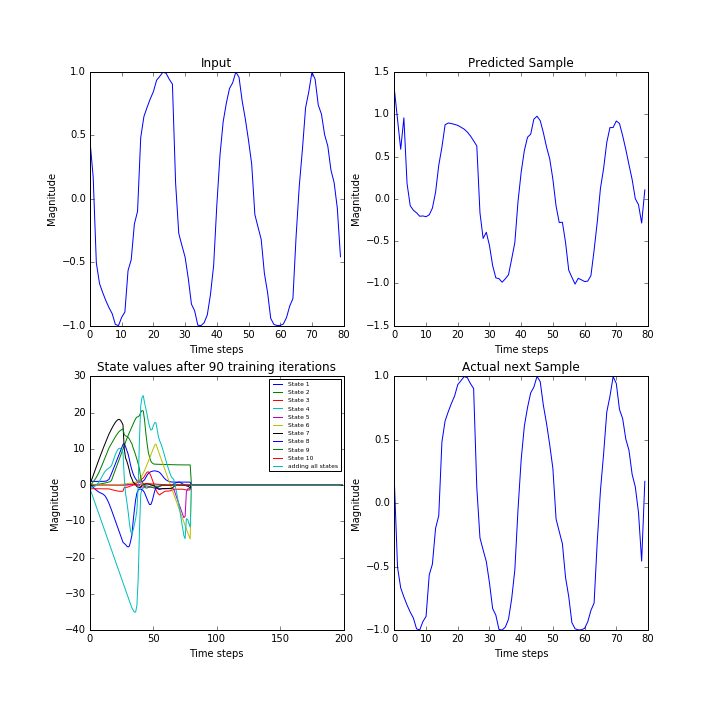 Input
1.0
0.5
0.0
−0.5
−1.0
Magnitude
0 10 20 30 40 50 60 70 80
Time steps
Predicted Sample
1.5
1.0
0.5
0.0
−0.5
−1.0
−1.5
Magnitude
0 10 20 30 40 50 60 70 80
Time steps
State values after 90 training iterations
30
20
10
0
−10
−20
−30
−40
Magnitude
0 50 100 150 200
Time steps
State 1
State 2
State 3
State 4
State 5
State 6
State 7
State 8
State 9
State 10
adding all states
Actual next Sample
1.0
0.5
0.0
−0.5
−1.0
Magnitude
0 10 20 30 40 50 60 70 80
Time steps